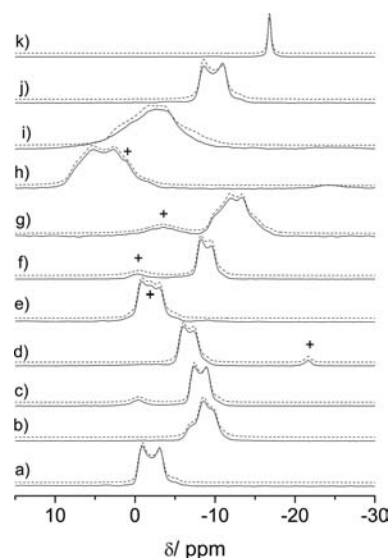 k)
j)
i)
+
h)
+
g)
+
f)
+
e)
+
d)
c)
b)
a)
10 0 -10 -20 -30
δ/ ppm